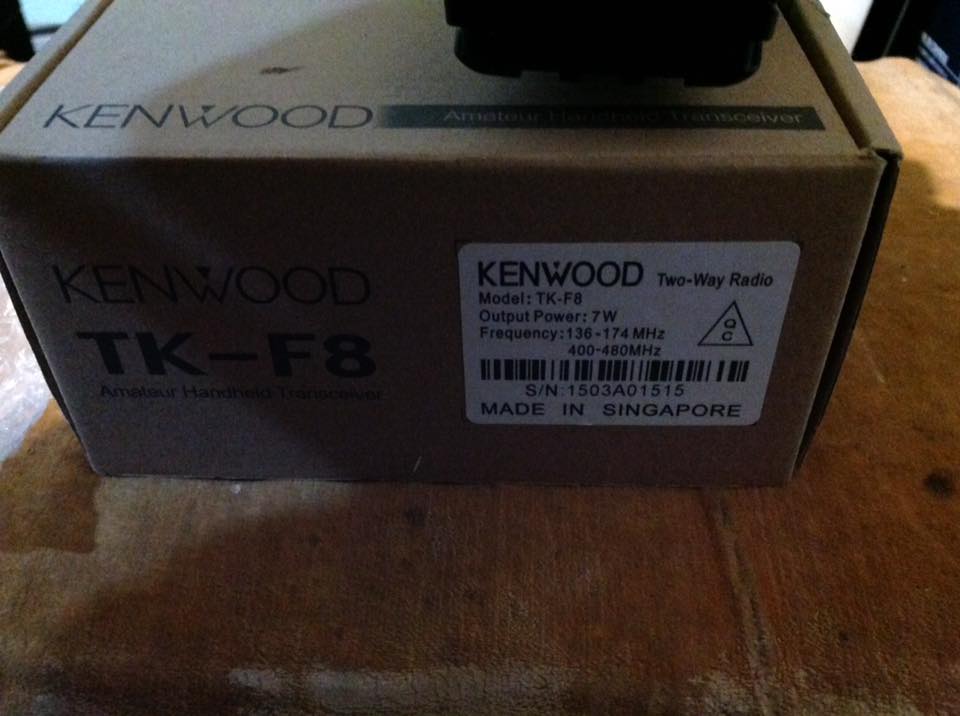 KENWOOD Amateur Handheld Transceiver
KENWOOD
TK-F8
Amateur Handheld Transceiver
KENWOOD Two-Way Radio
Model: TK-F8
Output Power: 7W
Frequency: 136-174 MHz
400-480MHz
QC
S/N:1503A01515
MADE IN SINGAPORE